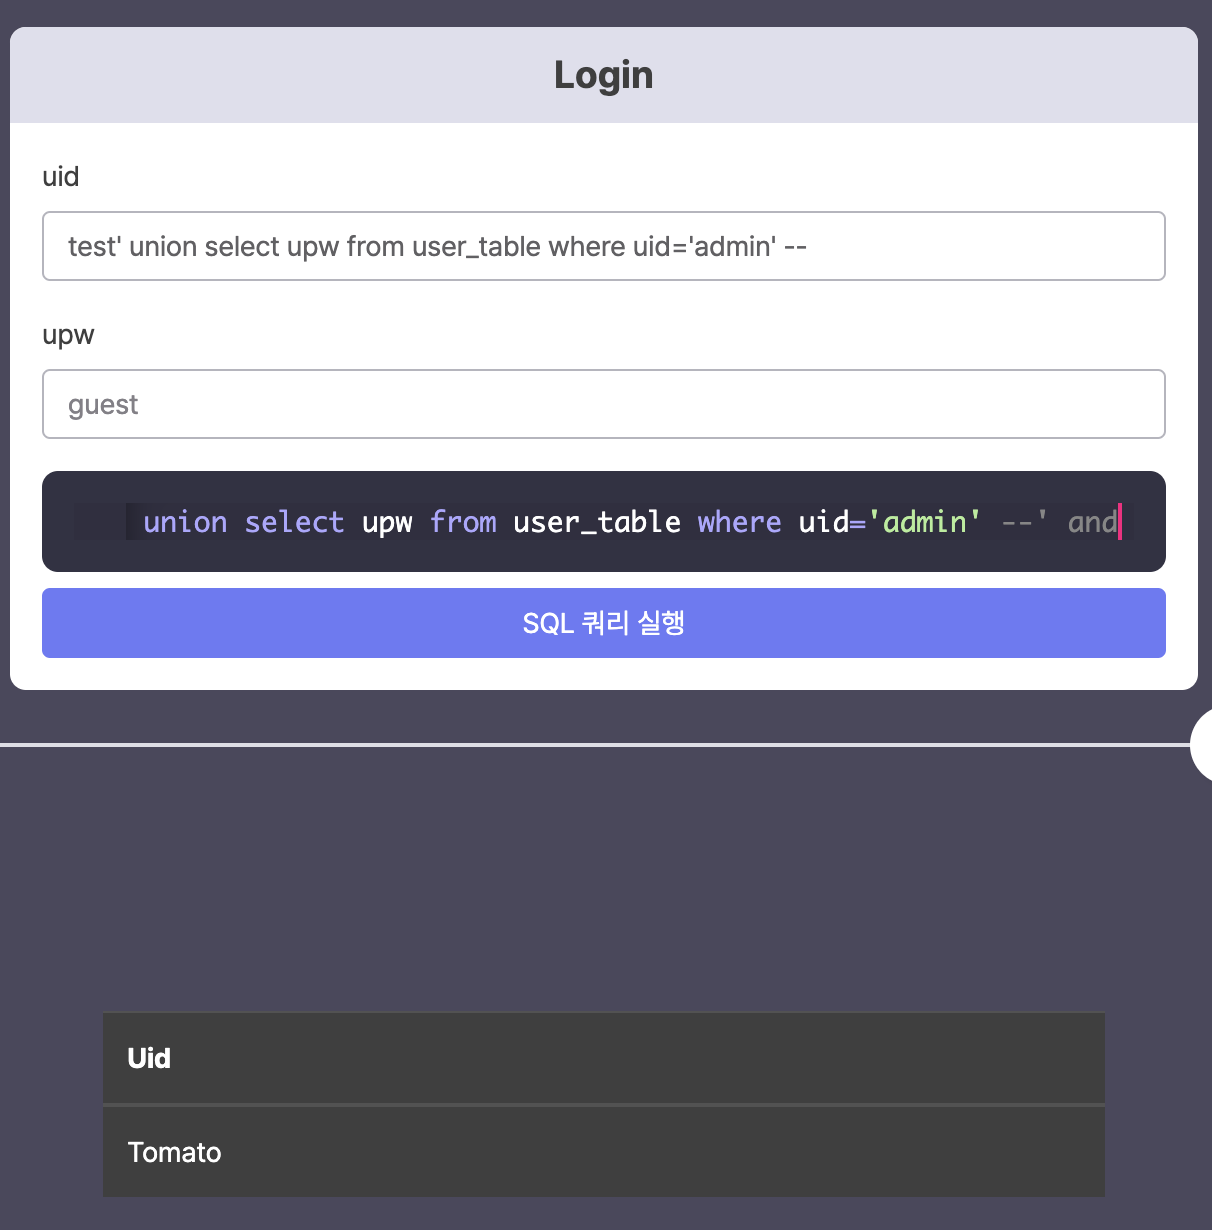 Login
uid
test' union select upw from user_table where uid='admin' --
upw
guest
union select upw from user_table where uid='admin' --' and
SQL 쿼리 실행
Uid
Tomato